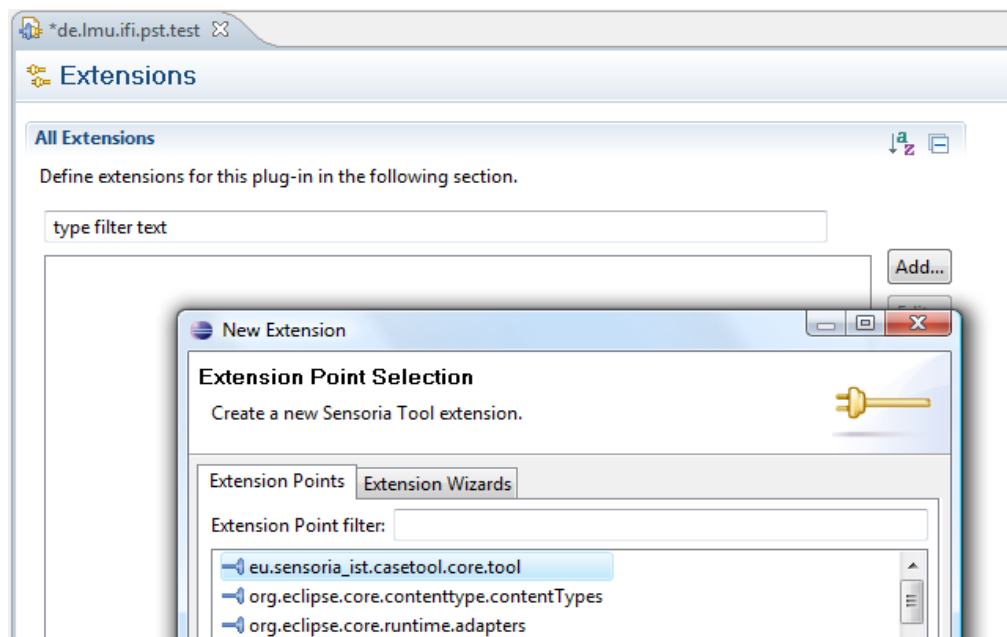 *de.lmu.ifi.pst.test
Extensions
All Extensions
a
z
Define extensions for this plug-in in the following section.
type filter text
Add...
New Extension
Extension Point Selection
Create a new Sensoria Tool extension.
Extension Points Extension Wizards
Extension Point filter:
eu.sensoria_ist.casetool.core.tool
org.eclipse.core.contenttype.contentTypes
org.eclipse.core.runtime.adapters